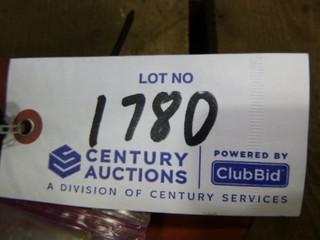 LOT NO
1780
CENTURY AUCTIONS
POWERED BY
ClubBid
A DIVISION OF CENTURY SERVICES